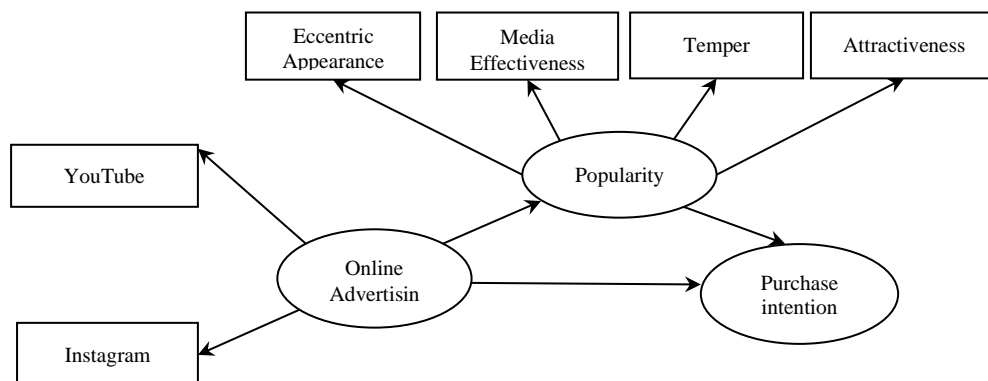 Eccentric
Appearance
Media
Effectiveness
Temper
Attractiveness
YouTube
Popularity
Online
Advertisin
Purchase
intention
Instagram